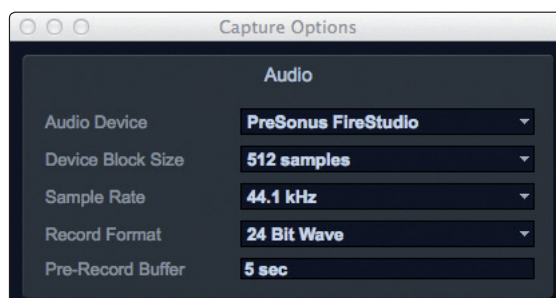 Capture Options
Audio
Audio Device PreSonus FireStudio
Device Block Size 512 samples
Sample Rate 44.1 kHz
Record Format 24 Bit Wave
Pre-Record Buffer 5 sec